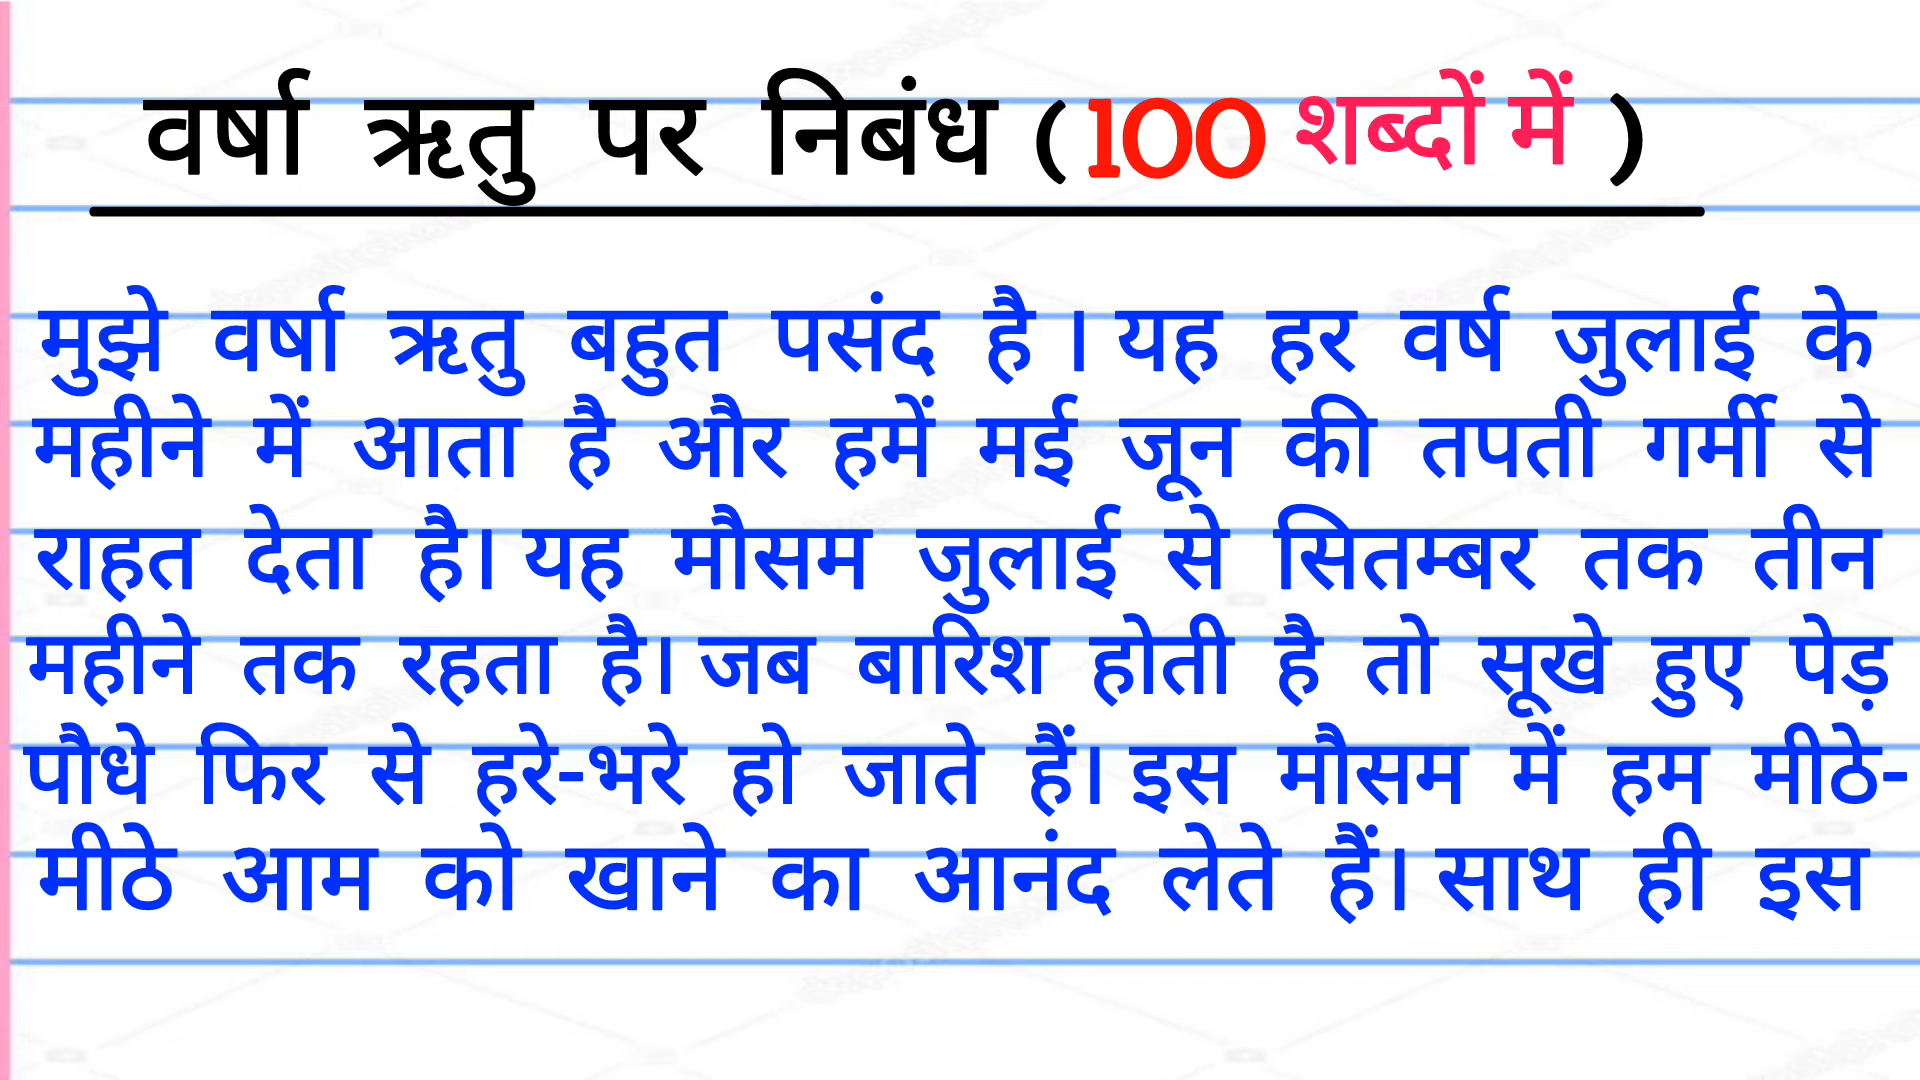 वर्षा ऋतु पर निबंध ( 100 शब्दों में )
मुझे वर्षा ऋतु बहुत पसंद है । यह हर वर्ष जुलाई के
महीने में आता है और हमें मई जून की तपती गर्मी से
राहत देता है। यह मौसम जुलाई से सितम्बर तक तीन
महीने तक रहता है। जब बारिश होती है तो सूखे हुए पेड़
पौधे फिर से हरे-भरे हो जाते हैं। इस मौसम में हम मीठे-
मीठे आम को खाने का आनंद लेते हैं। साथ ही इस